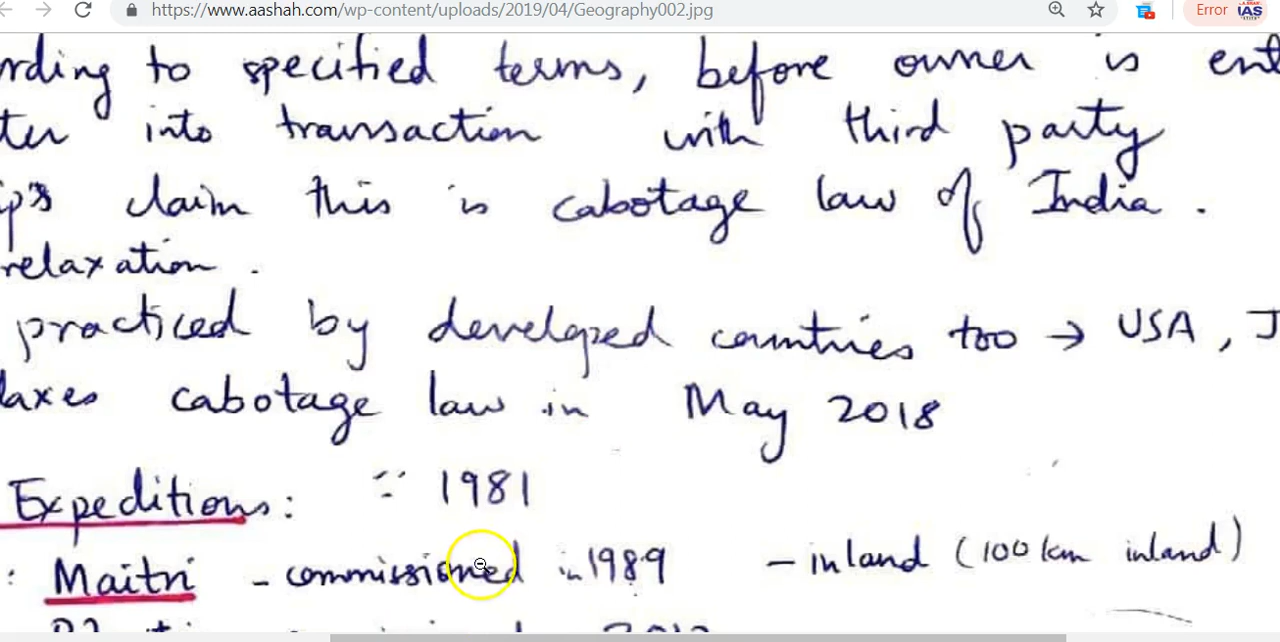 https://www.aashah.com/wp-content/uploads/2019/04/Geography002.jpg
Error IAS
rding to specified terms, before owner is ent
ter into transaction with third party
ip's claim this is cabotage law of India.
relaxation.
practiced by developed countries too → USA, J
laxes cabotage law in May 2018
Expeditions: ∵ 1981
: Maitri - commissioned in 1989 - inland (100 km inland)